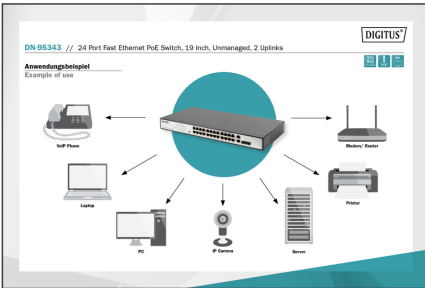 DIGITUS®
DN-95343 // 24 Port Fast Ethernet PoE Switch, 19 Inch, Unmanaged, 2 Uplinks
Anwendungsbeispiel
Example of use
VoIP Phone
Modem/ Router
Laptop
Printer
PC
IP Camera
Server